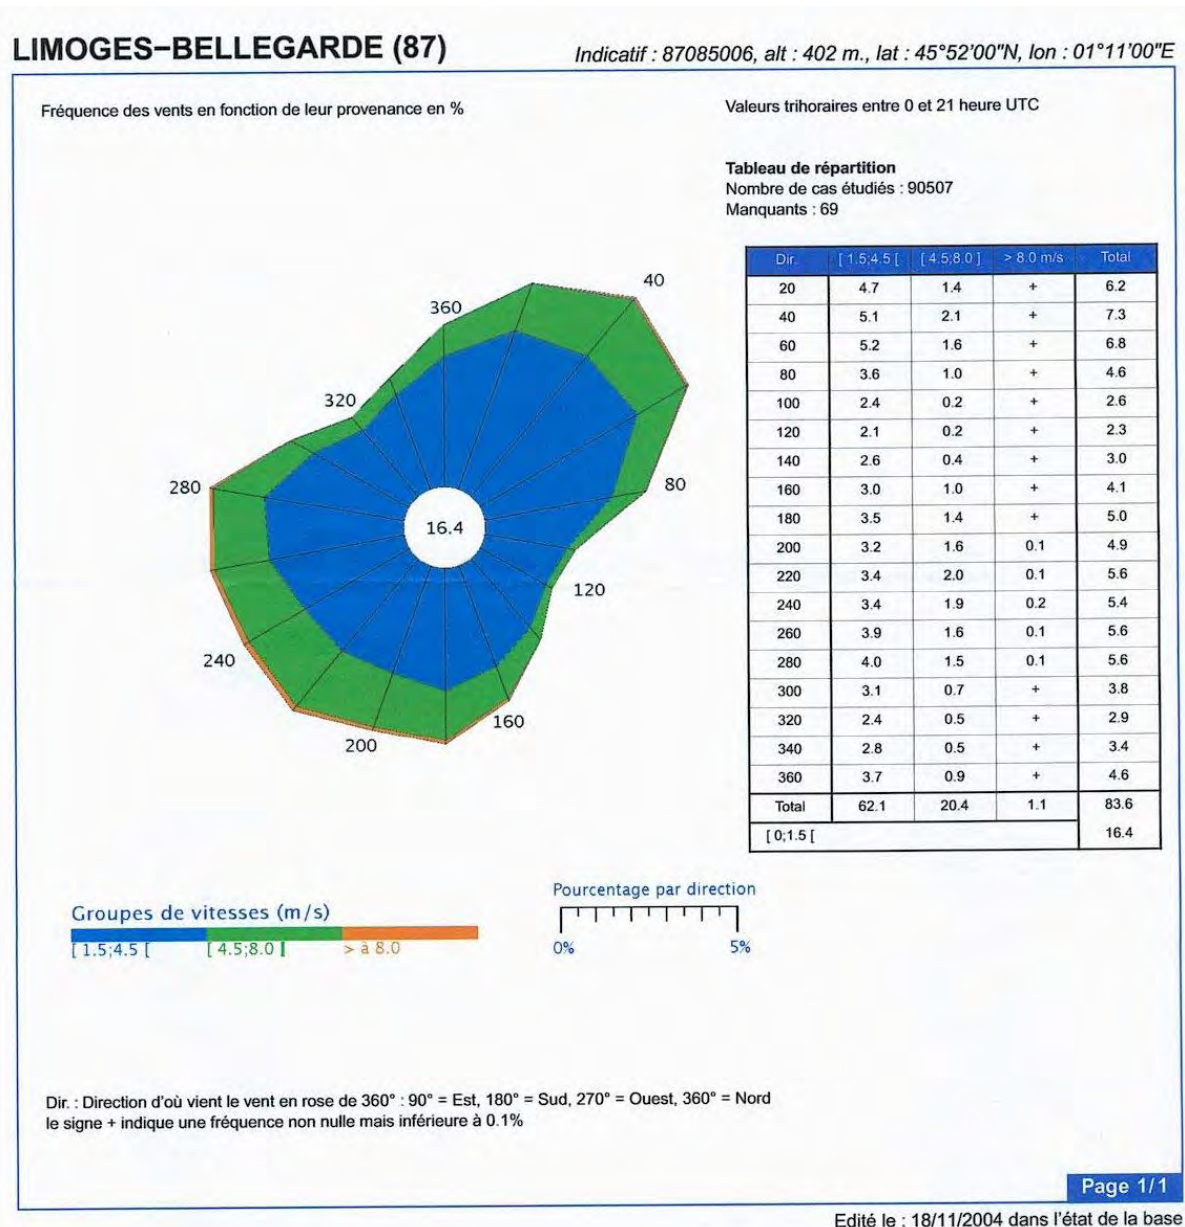 LIMOGES−BELLEGARDE (87)
Indicatif : 87085006, alt : 402 m., lat : 45°52'00"N, lon : 01°11'00"E
Fréquence des vents en fonction de leur provenance en %
Valeurs trihoraires entre 0 et 21 heure UTC
Tableau de répartition
Nombre de cas étudiés : 90507
Manquants : 69
Dir. [ 1.5;4.5 [ [ 4.5;8.0 ] > 8.0 m/s Total
20 4.7 1.4 + 6.2
40 5.1 2.1 + 7.3
60 5.2 1.6 + 6.8
80 3.6 1.0 + 4.6
100 2.4 0.2 + 2.6
120 2.1 0.2 + 2.3
140 2.6 0.4 + 3.0
160 3.0 1.0 + 4.1
180 3.5 1.4 + 5.0
200 3.2 1.6 0.1 4.9
220 3.4 2.0 0.1 5.6
240 3.4 1.9 0.2 5.4
260 3.9 1.6 0.1 5.6
280 4.0 1.5 0.1 5.6
300 3.1 0.7 + 3.8
320 2.4 0.5 + 2.9
340 2.8 0.5 + 3.4
360 3.7 0.9 + 4.6
Total 62.1 20.4 1.1 83.6
[ 0;1.5 [ 16.4
40
360
320
280
80
16.4
120
240
160
200
Groupes de vitesses (m/s)
[ 1.5;4.5 [ [ 4.5;8.0 ] > à 8.0
Pourcentage par direction
0% 5%
Dir. : Direction d'où vient le vent en rose de 360° : 90° = Est, 180° = Sud, 270° = Ouest, 360° = Nord
le signe + indique une fréquence non nulle mais inférieure à 0.1%
Page 1/1
Edité le : 18/11/2004 dans l'état de la base